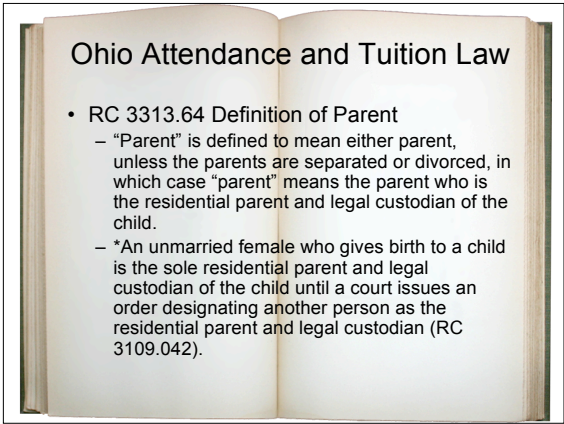 Ohio Attendance and Tuition Law
• RC 3313.64 Definition of Parent
– “Parent” is defined to mean either parent,
unless the parents are separated or divorced, in
which case “parent” means the parent who is
the residential parent and legal custodian of the
child.
– *An unmarried female who gives birth to a child
is the sole residential parent and legal
custodian of the child until a court issues an
order designating another person as the
residential parent and legal custodian (RC
3109.042).